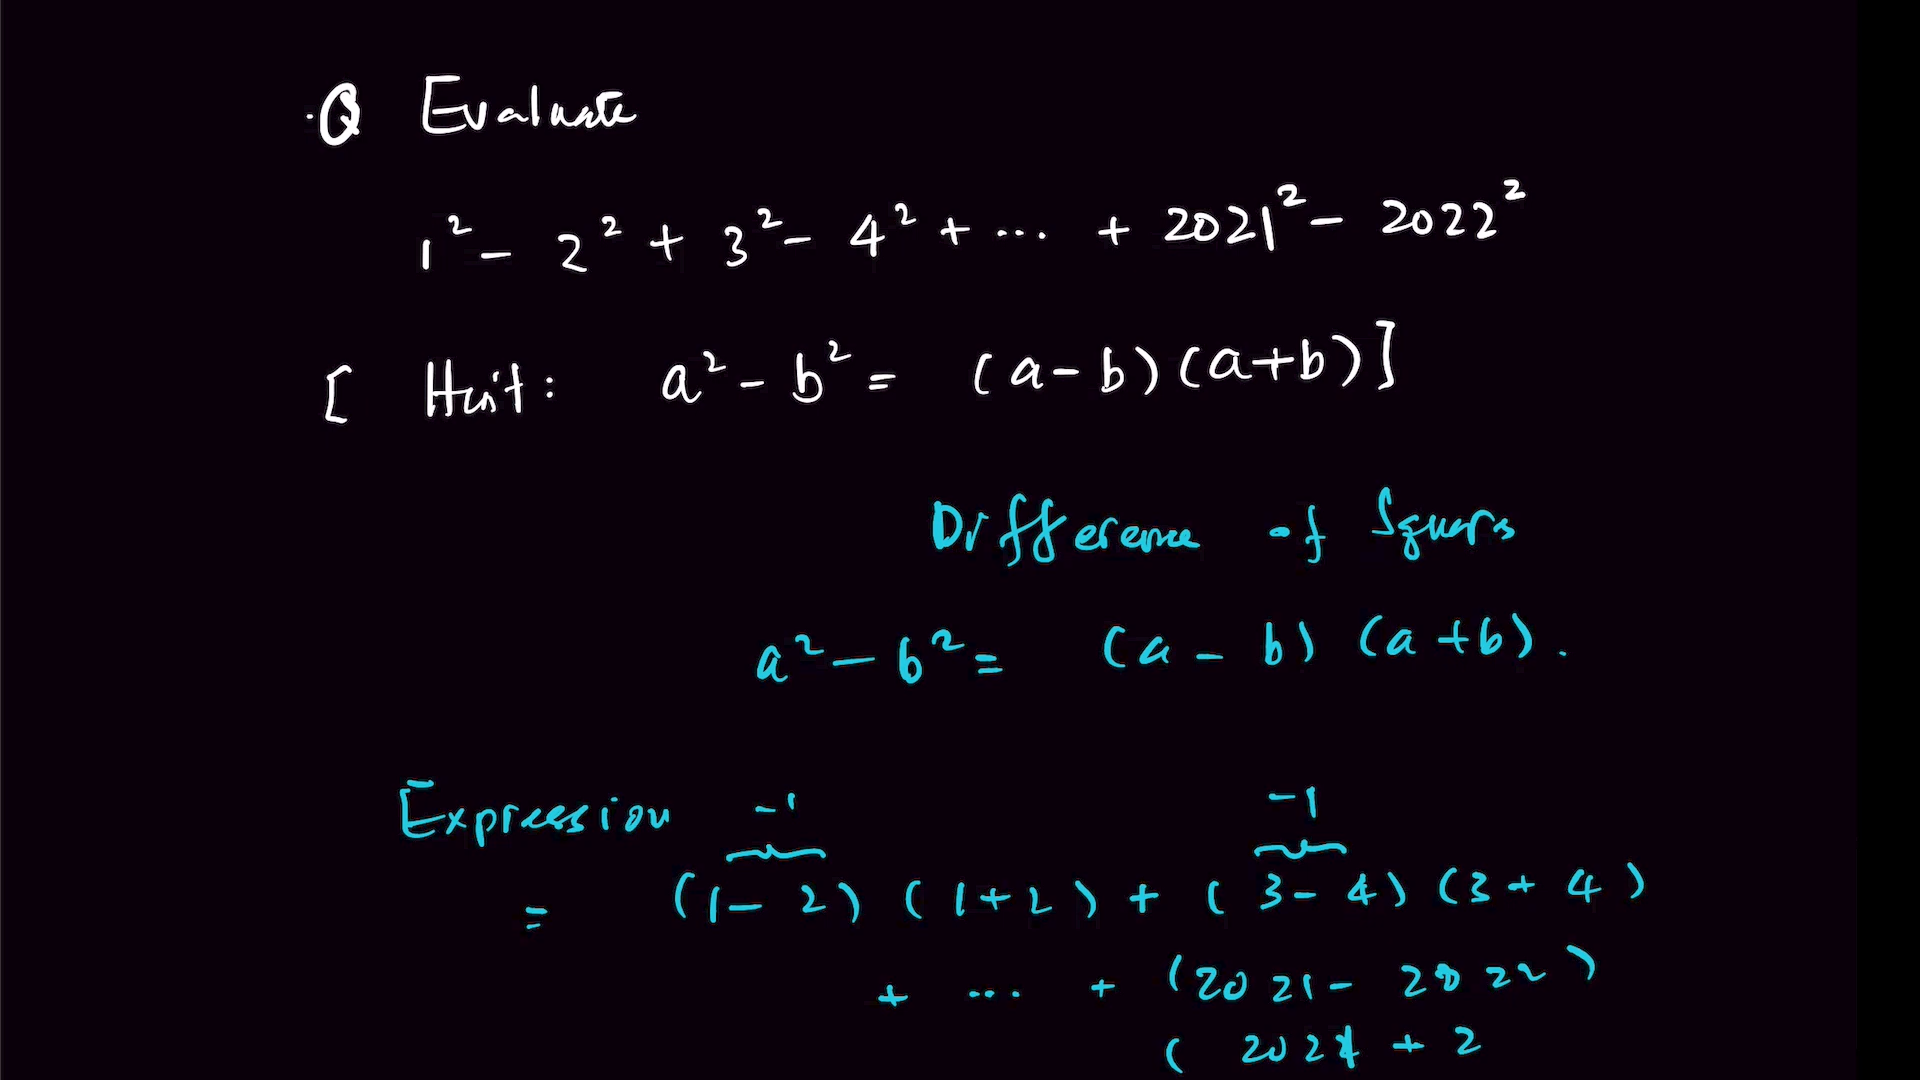 Q Evaluate
1² - 2² + 3² - 4² + ... + 2021² - 2022²
[ Hint: a² - b² = (a-b)(a+b)]
Difference of Squares
a² - b² = (a - b) (a+b).
Expression -1 -1
= (1 - 2) (1+2) + (3-4) (3+4)
+ ... + (2021 - 2022)
( 2021 + 2